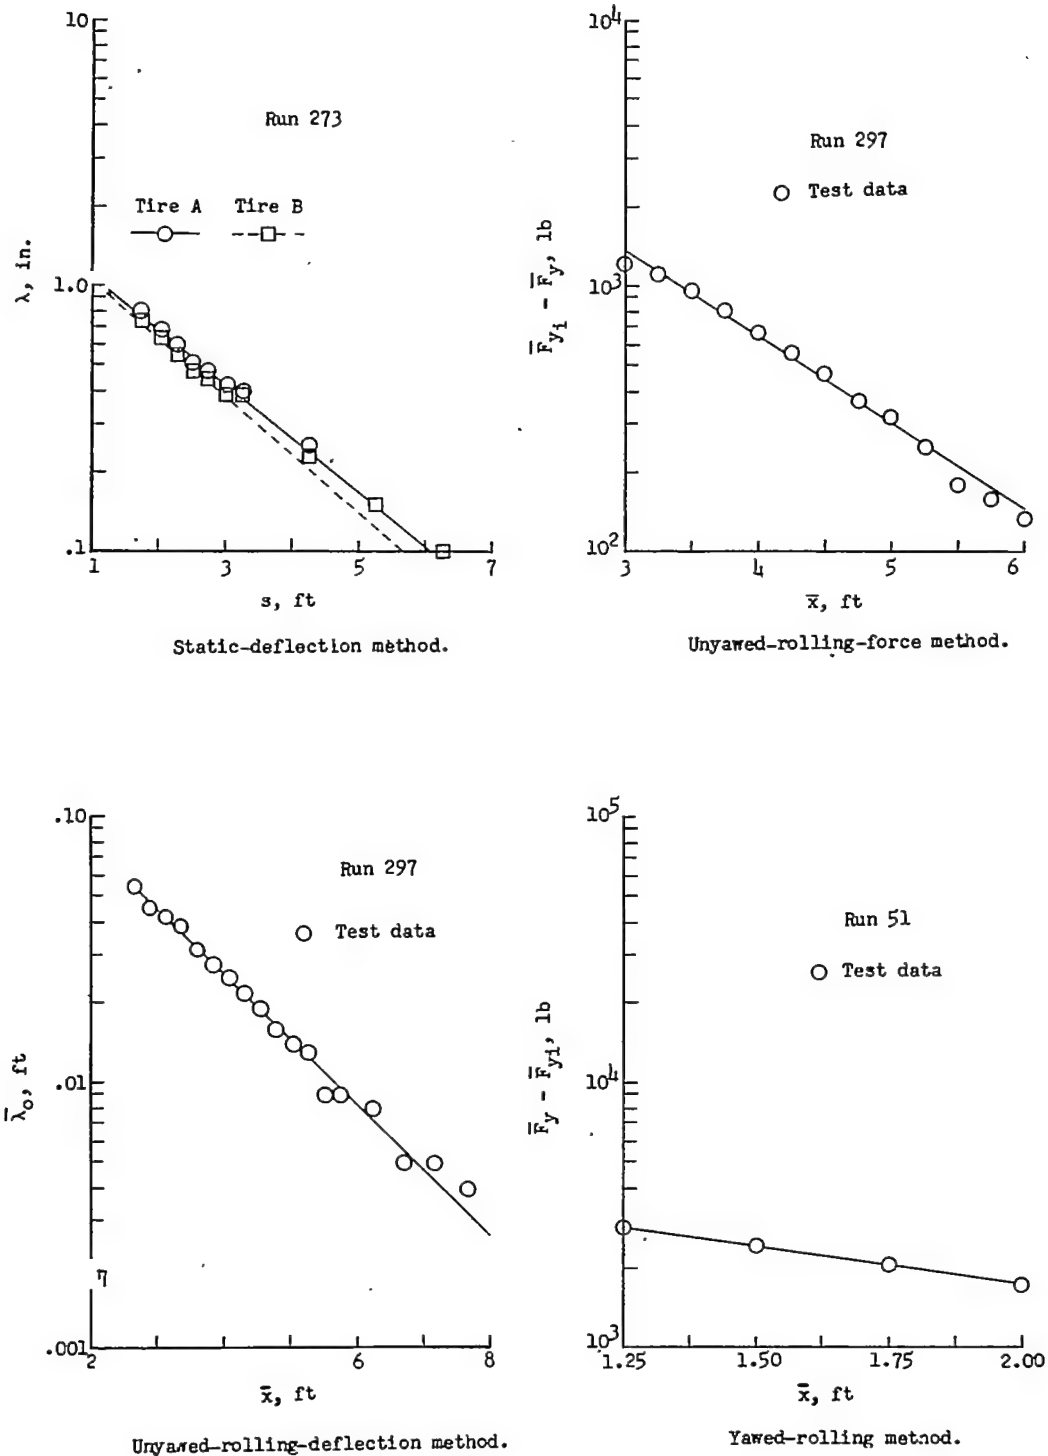 10
Run 273
Tire A Tire B
λ, in.
1.0
.1
1 3 5 7
s, ft
Static-deflection method.
10⁴
Run 297
Test data
F̅yᵢ - F̅y, lb
10³
10²
3 4 5 6
x̅, ft
Unyawed-rolling-force method.
.10
Run 297
Test data
λ̅₀, ft
.01
.001
2 6 8
x̅, ft
Unyawed-rolling-deflection method.
10⁵
Run 51
Test data
F̅y - F̅yᵢ, lb
10⁴
10³
1.25 1.50 1.75 2.00
x̅, ft
Yawed-rolling method.